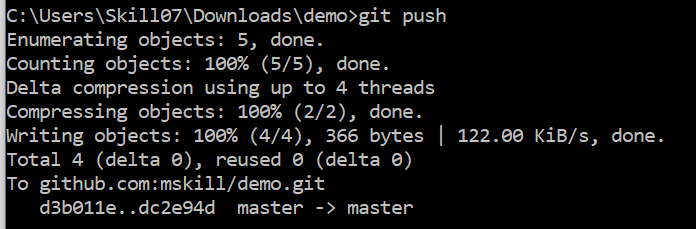 C:\Users\Skill07\Downloads\demo>git push
Enumerating objects: 5, done.
Counting objects: 100% (5/5), done.
Delta compression using up to 4 threads
Compressing objects: 100% (2/2), done.
Writing objects: 100% (4/4), 366 bytes | 122.00 KiB/s, done.
Total 4 (delta 0), reused 0 (delta 0)
To github.com:mskill/demo.git
   d3b011e..dc2e94d  master -> master